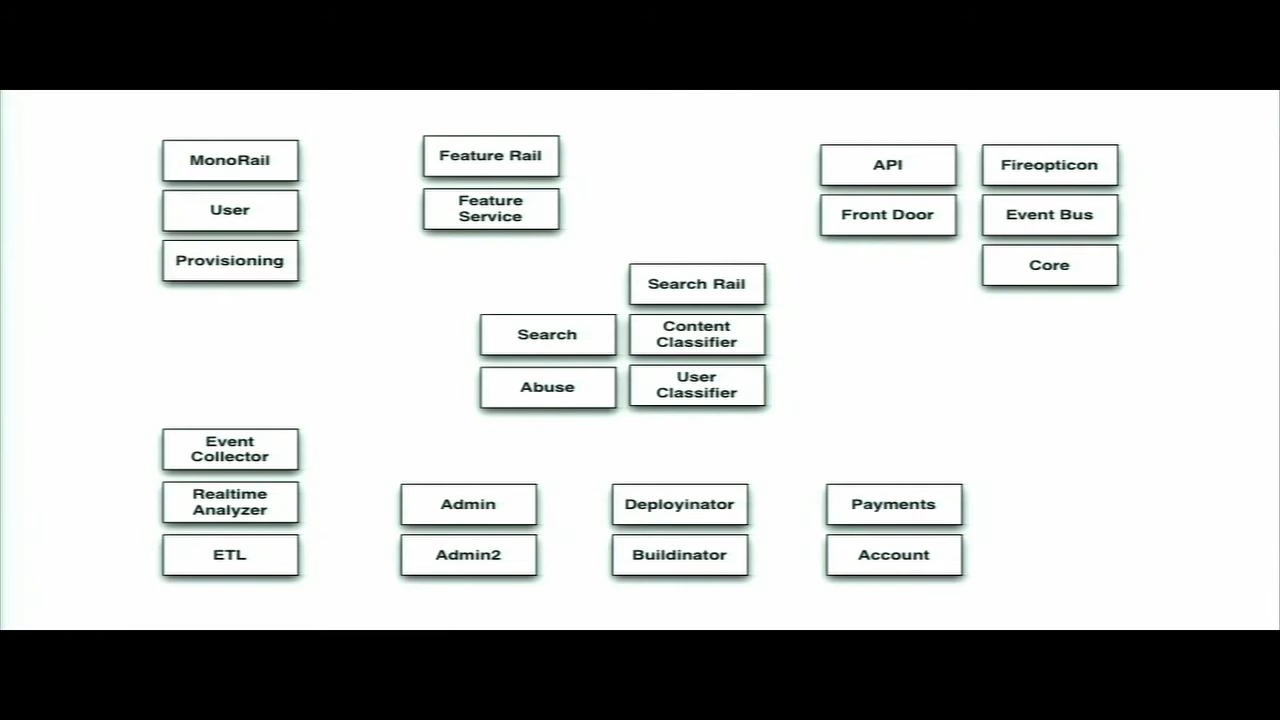 MonoRail
User
Provisioning
Feature Rail
Feature
Service
API
Front Door
Fireopticon
Event Bus
Core
Search Rail
Search
Content
Classifier
Abuse
User
Classifier
Event
Collector
Realtime
Analyzer
ETL
Admin
Admin2
Deployinator
Buildinator
Payments
Account